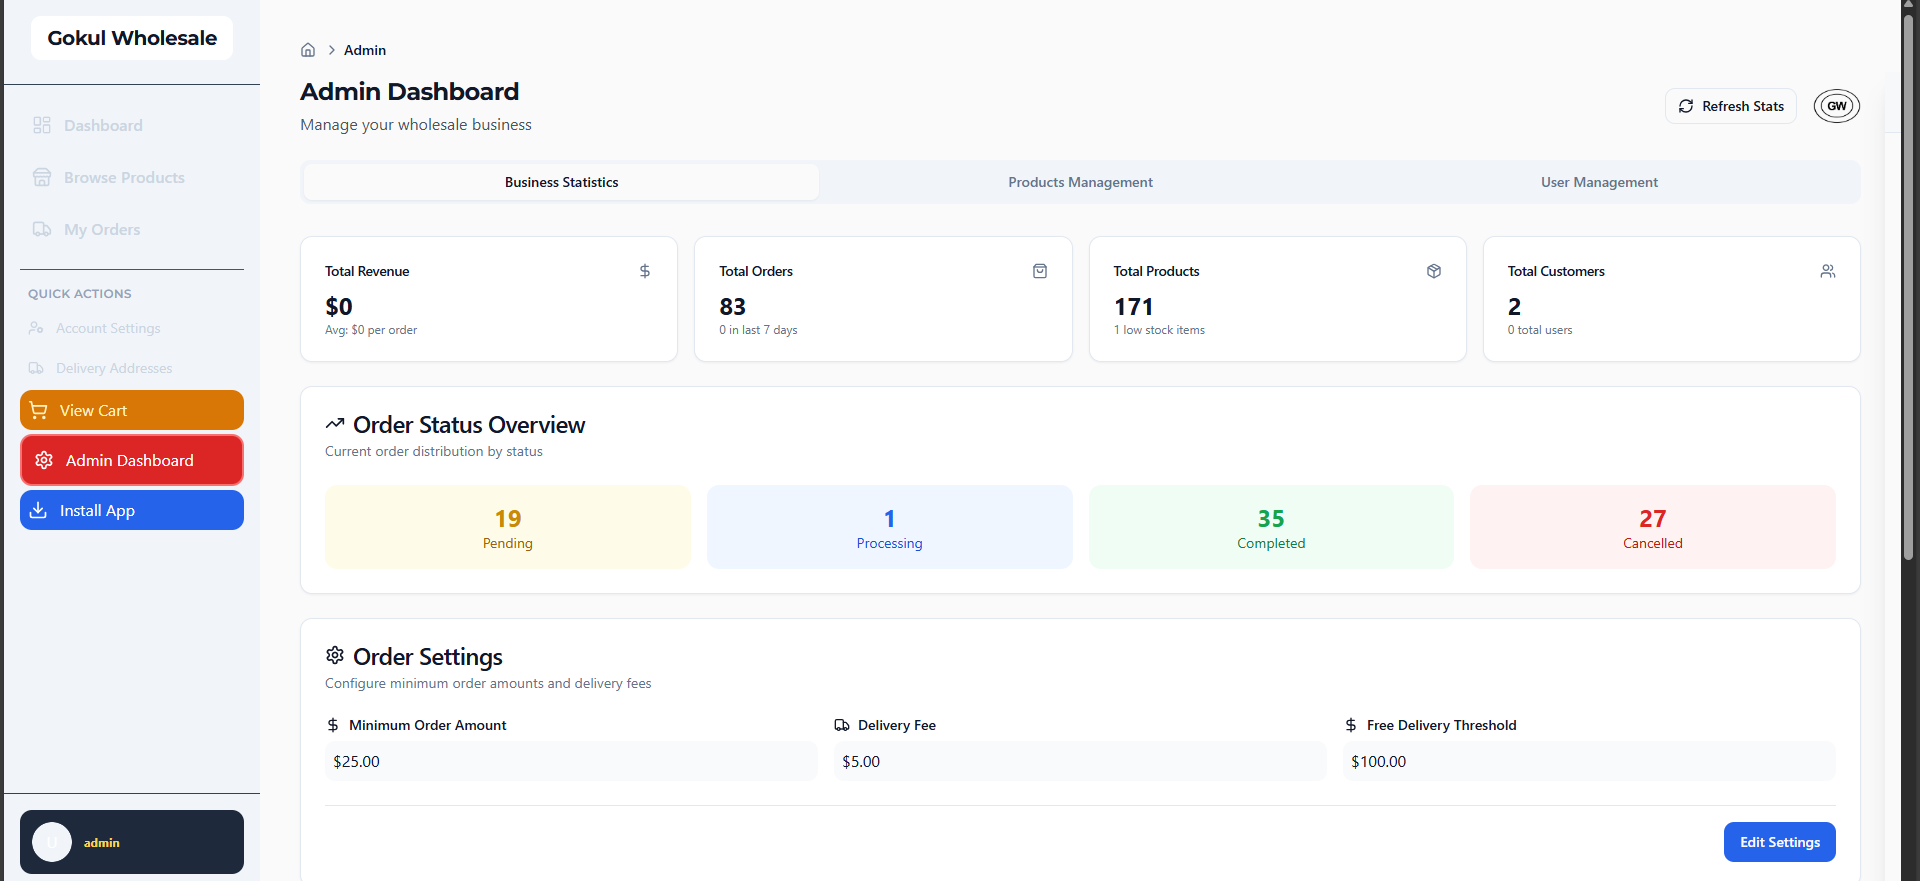 Gokul Wholesale
Dashboard
Browse Products
My Orders
QUICK ACTIONS
Account Settings
Delivery Addresses
View Cart
Admin Dashboard
Install App
U
admin
Admin
Admin Dashboard
Manage your wholesale business
Refresh Stats
GW
Business Statistics
Products Management
User Management
Total Revenue
$0
Avg: $0 per order
Total Orders
83
0 in last 7 days
Total Products
171
1 low stock items
Total Customers
2
0 total users
Order Status Overview
Current order distribution by status
19
Pending
1
Processing
35
Completed
27
Cancelled
Order Settings
Configure minimum order amounts and delivery fees
Minimum Order Amount
$25.00
Delivery Fee
$5.00
Free Delivery Threshold
$100.00
Edit Settings